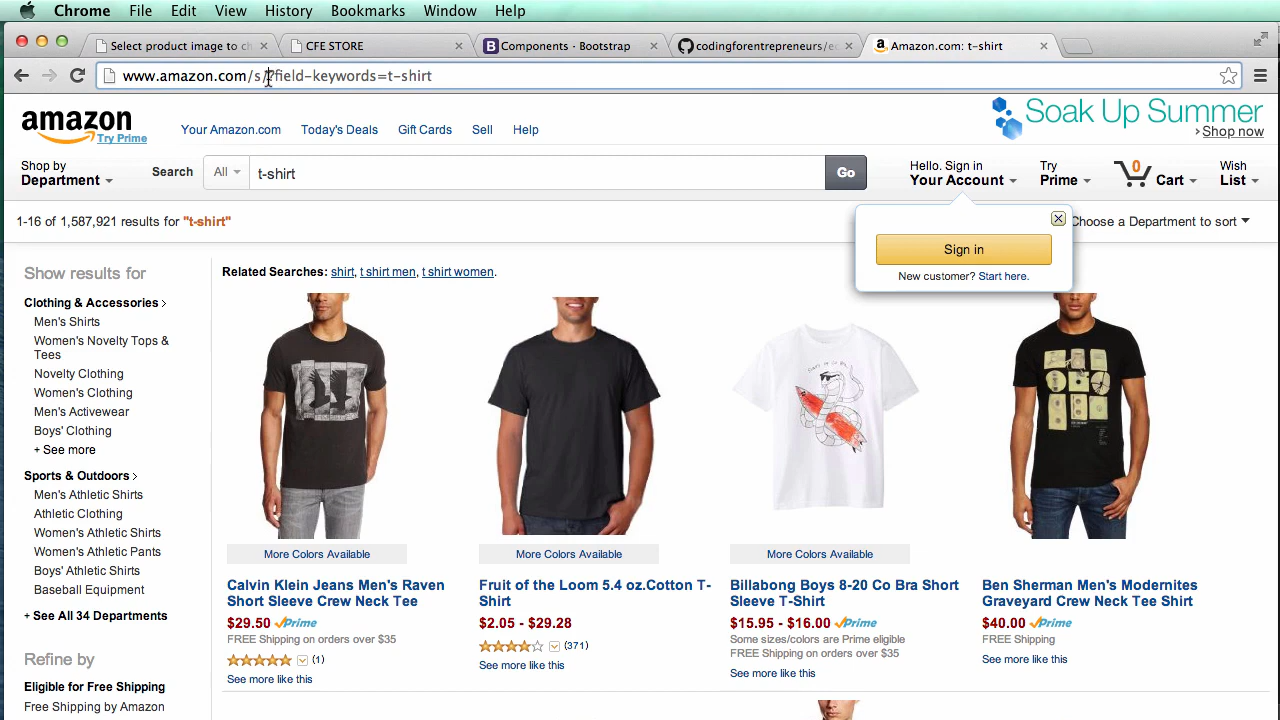 Chrome File Edit View History Bookmarks Window Help
Select product image to ch
CFE STORE
Components · Bootstrap
codingforentrepreneurs/ec
Amazon.com: t-shirt
www.amazon.com/s/?field-keywords=t-shirt
amazon
Try Prime
Your Amazon.com Today's Deals Gift Cards Sell Help
Soak Up Summer
Shop now
Shop by
Department
Search All t-shirt Go
Hello. Sign in
Your Account
Try
Prime
0
Cart
Wish
List
1-16 of 1,587,921 results for "t-shirt"
Choose a Department to sort
Sign in
New customer? Start here.
Show results for
Clothing & Accessories
Men's Shirts
Women's Novelty Tops &
Tees
Novelty Clothing
Women's Clothing
Men's Activewear
Boys' Clothing
+ See more
Sports & Outdoors
Men's Athletic Shirts
Athletic Clothing
Women's Athletic Shirts
Women's Athletic Pants
Boys' Athletic Shirts
Baseball Equipment
+ See All 34 Departments
Refine by
Eligible for Free Shipping
Free Shipping by Amazon
Related Searches: shirt, t shirt men, t shirt women.
More Colors Available
Calvin Klein Jeans Men's Raven
Short Sleeve Crew Neck Tee
$29.50 Prime
FREE Shipping on orders over $35
(1)
See more like this
More Colors Available
Fruit of the Loom 5.4 oz.Cotton T-
Shirt
$2.05 - $29.28
(371)
See more like this
More Colors Available
Billabong Boys 8-20 Co Bra Short
Sleeve T-Shirt
$15.95 - $16.00 Prime
Some sizes/colors are Prime eligible
FREE Shipping on orders over $35
See more like this
Ben Sherman Men's Modernites
Graveyard Crew Neck Tee Shirt
$40.00 Prime
FREE Shipping
See more like this